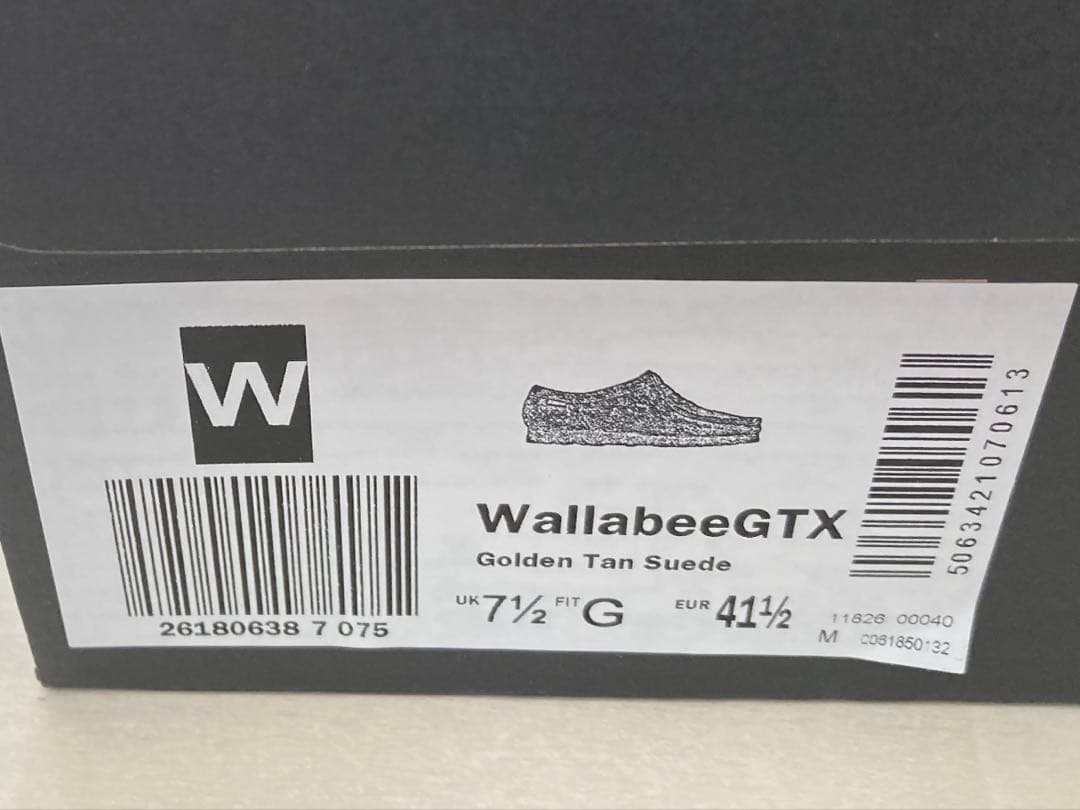 W
26180638 7 075
WallabeeGTX
Golden Tan Suede
UK 7½ FIT G EUR 41½
5063421070613
11826 00040
M C061850132